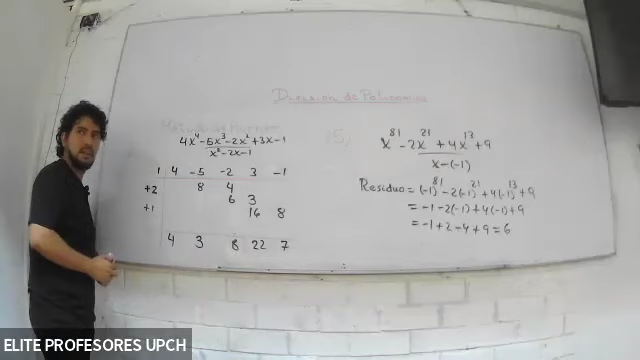 División de Polinomios
4x⁴-5x³-2x²+3x-1
x²-2x-1
1 4 -5 -2 3 -1
+2 8 4
6 3
+1 16 8
4 3 8 22 7
x⁸¹-2x²¹+4x¹³+9
x-(-1)
Residuo = (-1)⁸¹-2(-1)²¹+4(-1)¹³+9
= -1-2(-1)+4(-1)+9
= -1+2-4+9=6
ELITE PROFESORES UPCH